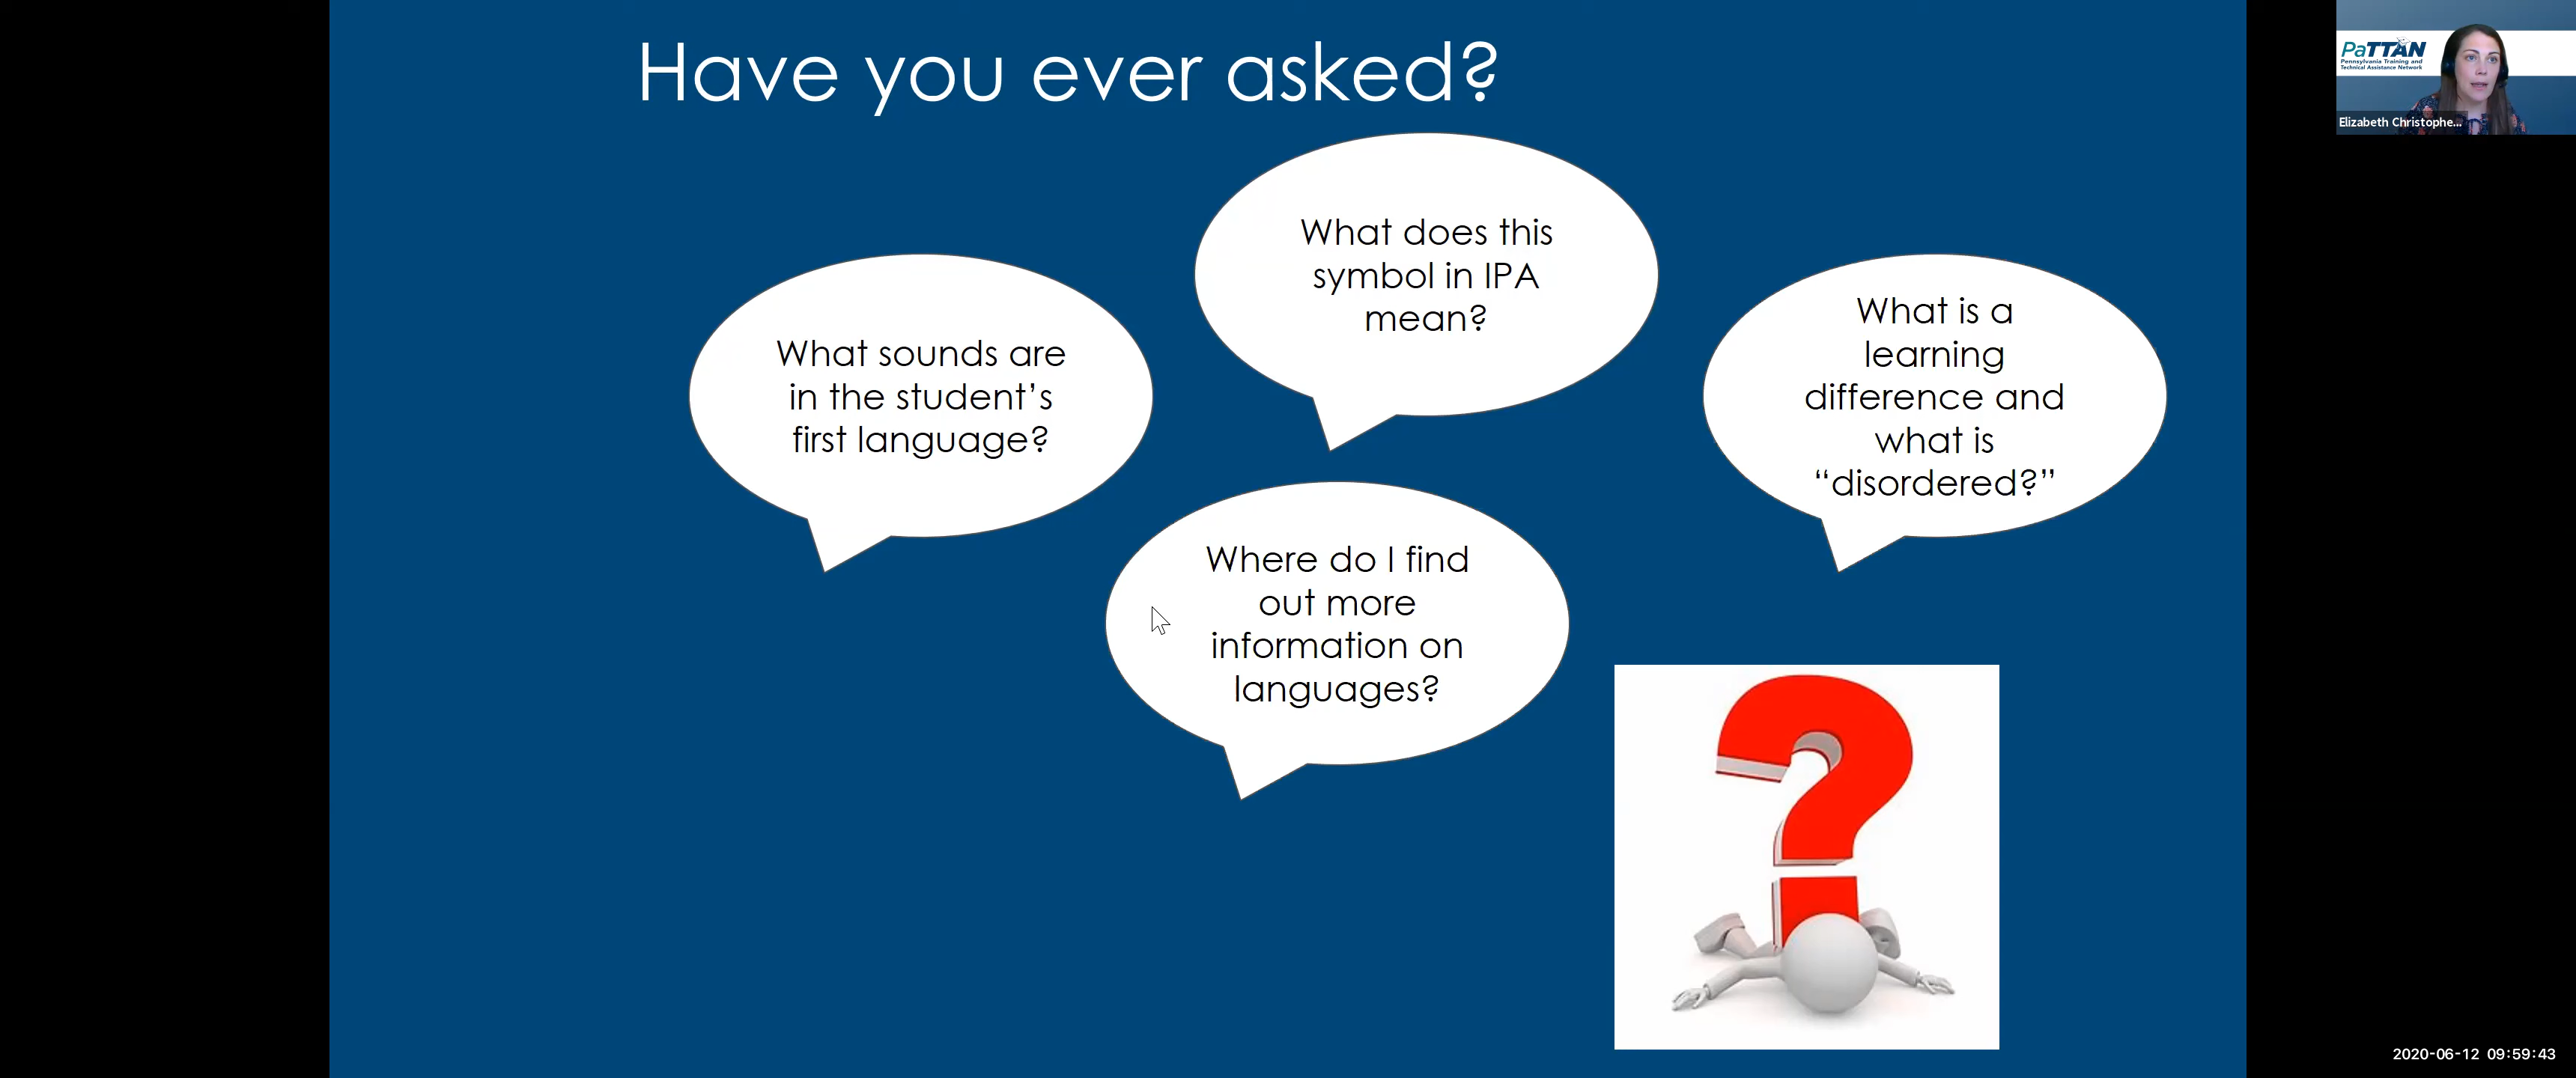 Have you ever asked?
What does this
symbol in IPA
mean?
What sounds are
in the student’s
first language?
What is a
learning
difference and
what is
“disordered?”
Where do I find
out more
information on
languages?
PaTTAN
Pennsylvania Training and
Technical Assistance Network
Elizabeth Christophe...
2020-06-12 09:59:43